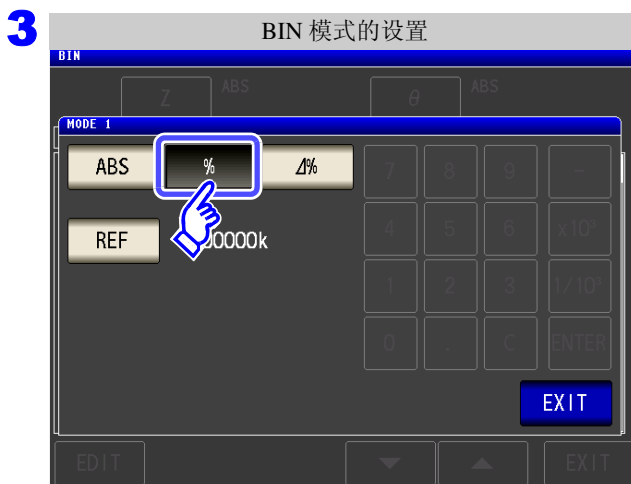 3
BIN 模式的设置
BIN
Z ABS θ ABS
MODE 1
ABS % Δ% 7 8 9 -
REF 00000k 4 5 6 x10³
1 2 3 1/10³
0 . C ENTER
EXIT
EDIT EXIT